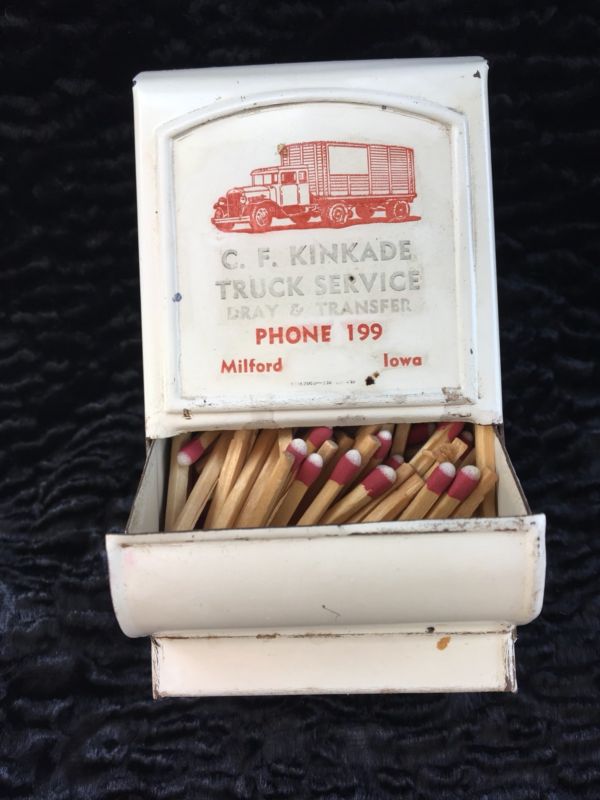 C. F. KINKADE
TRUCK SERVICE
DRAY & TRANSFER
PHONE 199
Milford Iowa